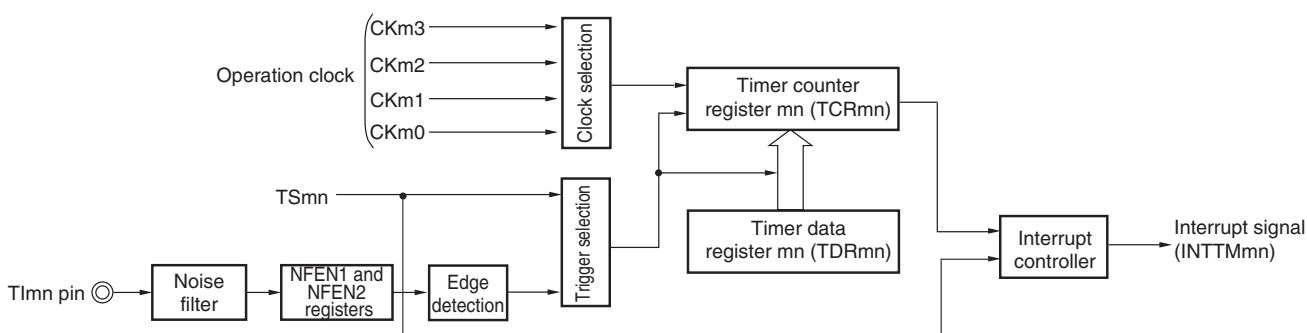 Operation clock
CKm3
CKm2
CKm1
CKm0
Clock selection
Timer counter
register mn (TCRmn)
TSmn
Trigger selection
Timer data
register mn (TDRmn)
Interrupt
controller
Interrupt signal
(INTTMmn)
TImn pin
Noise
filter
NFEN1 and
NFEN2
registers
Edge
detection